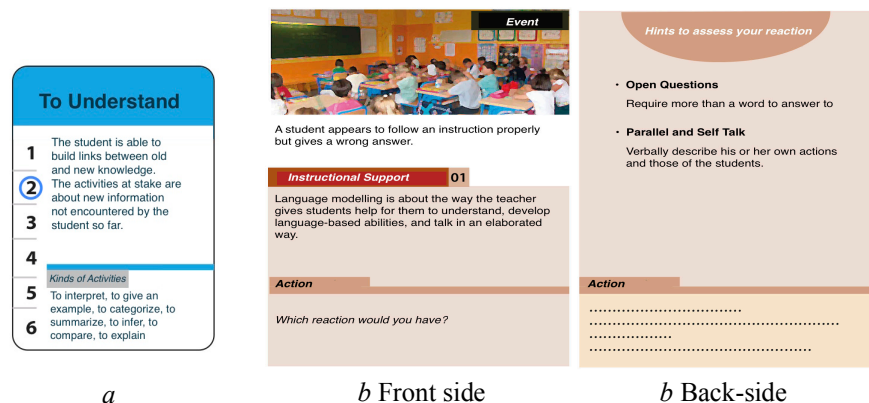 To Understand
1
2
3
4
5
6
The student is able to
build links between old
and new knowledge.
The activities at stake are
about new information
not encountered by the
student so far.
Kinds of Activities
To interpret, to give an
example, to categorize, to
summarize, to infer, to
compare, to explain
a
Event
A student appears to follow an instruction properly
but gives a wrong answer.
Instructional Support 01
Language modelling is about the way the teacher
gives students help for them to understand, develop
language-based abilities, and talk in an elaborated
way.
Action
Which reaction would you have?
b Front side
Hints to assess your reaction
• Open Questions
Require more than a word to answer to
• Parallel and Self Talk
Verbally describe his or her own actions
and those of the students.
Action
b Back-side